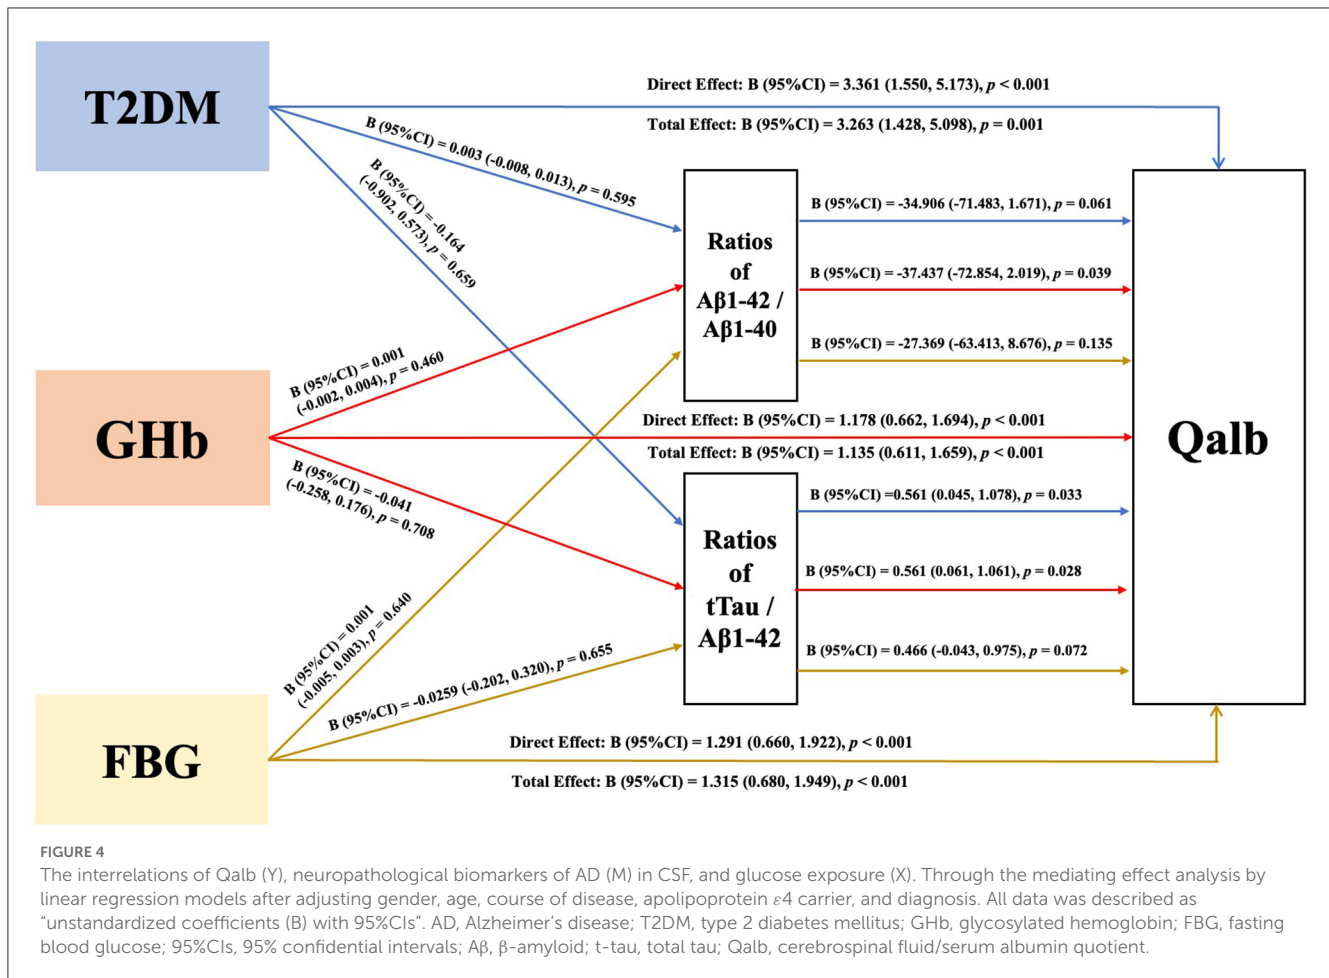 T2DM
Direct Effect: B (95%CI) = 3.361 (1.550, 5.173), p < 0.001
Total Effect: B (95%CI) = 3.263 (1.428, 5.098), p = 0.001
B (95%CI) = 0.003 (-0.008, 0.013), p = 0.595
B (95%CI) = -0.164
(-0.902, 0.573), p = 0.659
Ratios
of
Aβ1-42 /
Aβ1-40
B (95%CI) = -34.906 (-71.483, 1.671), p = 0.061
B (95%CI) = -37.437 (-72.854, 2.019), p = 0.039
B (95%CI) = -27.369 (-63.413, 8.676), p = 0.135
GHb
B (95%CI) = 0.001
(-0.002, 0.004), p = 0.460
Direct Effect: B (95%CI) = 1.178 (0.662, 1.694), p < 0.001
Total Effect: B (95%CI) = 1.135 (0.611, 1.659), p < 0.001
Qalb
B (95%CI) = -0.041
(-0.258, 0.176), p = 0.708
Ratios
of
tTau /
Aβ1-42
B (95%CI) =0.561 (0.045, 1.078), p = 0.033
B (95%CI) = 0.561 (0.061, 1.061), p = 0.028
B (95%CI) = 0.466 (-0.043, 0.975), p = 0.072
B (95%CI) = 0.001
(-0.005, 0.003), p = 0.640
B (95%CI) = -0.0259 (-0.202, 0.320), p = 0.655
FBG
Direct Effect: B (95%CI) = 1.291 (0.660, 1.922), p < 0.001
Total Effect: B (95%CI) = 1.315 (0.680, 1.949), p < 0.001
FIGURE 4
The interrelations of Qalb (Y), neuropathological biomarkers of AD (M) in CSF, and glucose exposure (X). Through the mediating effect analysis by
linear regression models after adjusting gender, age, course of disease, apolipoprotein ε4 carrier, and diagnosis. All data was described as
"unstandardized coefficients (B) with 95%CIs". AD, Alzheimer's disease; T2DM, type 2 diabetes mellitus; GHb, glycosylated hemoglobin; FBG, fasting
blood glucose; 95%CIs, 95% confidential intervals; Aβ, β-amyloid; t-tau, total tau; Qalb, cerebrospinal fluid/serum albumin quotient.